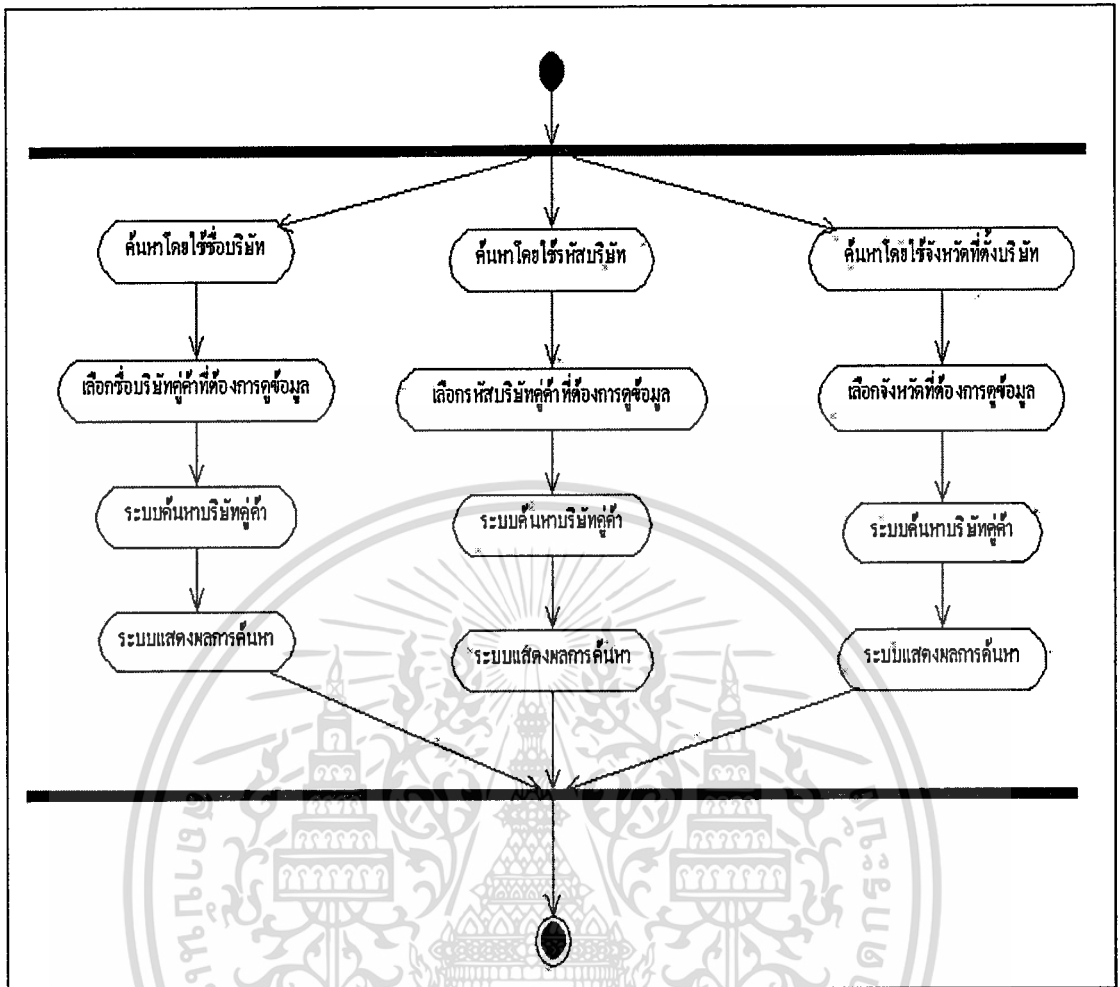 ค้นหาโดยใช้ชื่อบริษัท
ค้นหาโดยใช้รหัสบริษัท
ค้นหาโดยใช้จังหวัดที่ตั้งบริษัท
เลือกชื่อบริษัทคู่ค้าที่ต้องการดูข้อมูล
เลือกรหัสบริษัทคู่ค้าที่ต้องการดูข้อมูล
เลือกจังหวัดที่ต้องการดูข้อมูล
ระบบค้นหาบริษัทคู่ค้า
ระบบค้นหาบริษัทคู่ค้า
ระบบค้นหาบริษัทคู่ค้า
ระบบแสดงผลการค้นหา
ระบบแสดงผลการค้นหา
ระบบแสดงผลการค้นหา